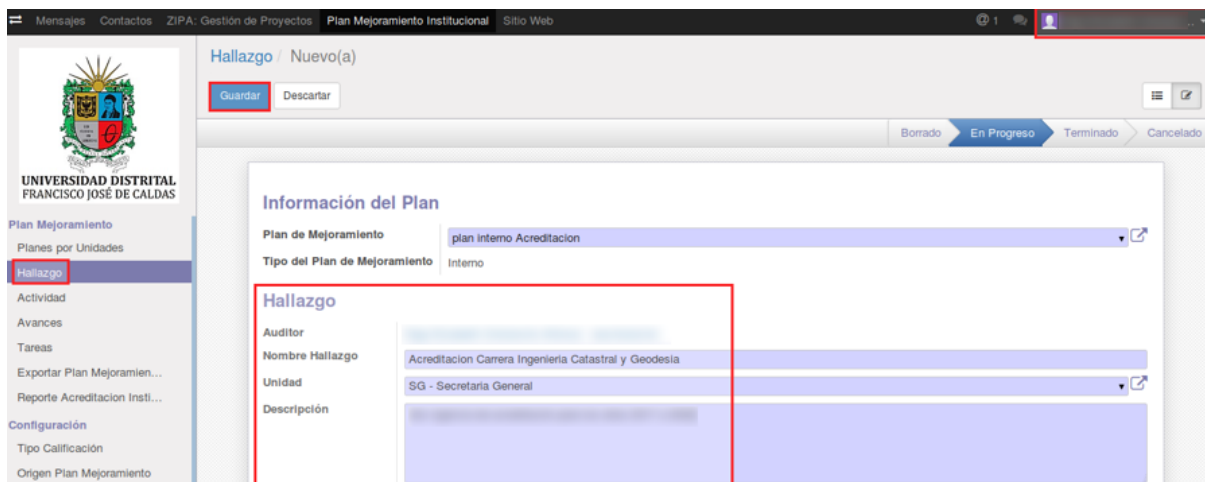 Mensajes Contactos ZIPA: Gestión de Proyectos Plan Mejoramiento Institucional Sitio Web @ 1
Hallazgo / Nuevo(a)
Guardar Descartar
Borrado En Progreso Terminado Cancelado
UNIVERSIDAD DISTRITAL
FRANCISCO JOSÉ DE CALDAS
Plan Mejoramiento
Planes por Unidades
Hallazgo
Actividad
Avances
Tareas
Exportar Plan Mejoramien...
Reporte Acreditacion Insti...
Configuración
Tipo Calificación
Origen Plan Mejoramiento
Información del Plan
Plan de Mejoramiento plan interno Acreditacion
Tipo del Plan de Mejoramiento Interno
Hallazgo
Auditor
Nombre Hallazgo Acreditacion Carrera Ingenieria Catastral y Geodesia
Unidad SG - Secretaria General
Descripción